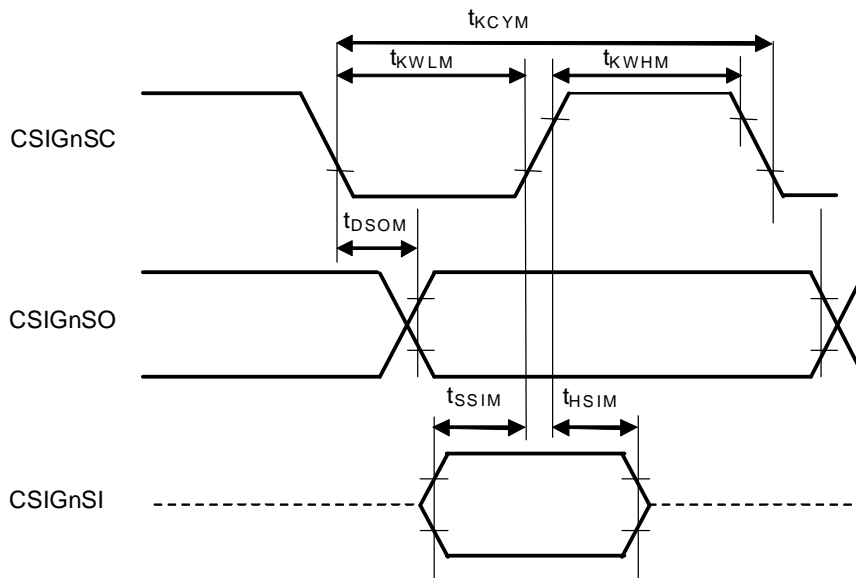 tKCYM
tKWLM tKWHM
CSIGnSC
tDSOM
CSIGnSO
tSSIM tHSIM
CSIGnSI